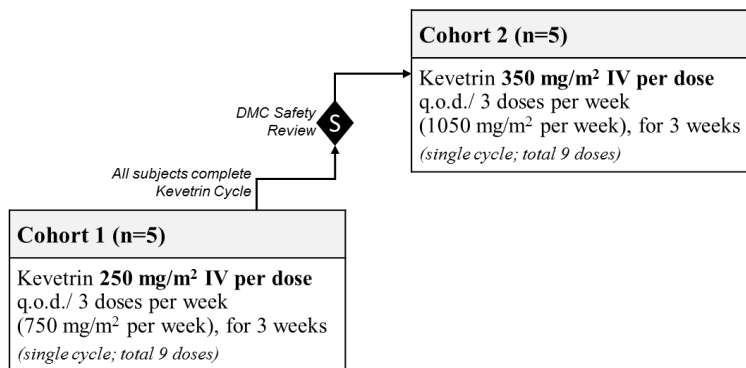 Cohort 2 (n=5)
Kevetrin 350 mg/m² IV per dose
q.o.d./ 3 doses per week
(1050 mg/m² per week), for 3 weeks
(single cycle; total 9 doses)
DMC Safety
Review
S
All subjects complete
Kevetrin Cycle
Cohort 1 (n=5)
Kevetrin 250 mg/m² IV per dose
q.o.d./ 3 doses per week
(750 mg/m² per week), for 3 weeks
(single cycle; total 9 doses)